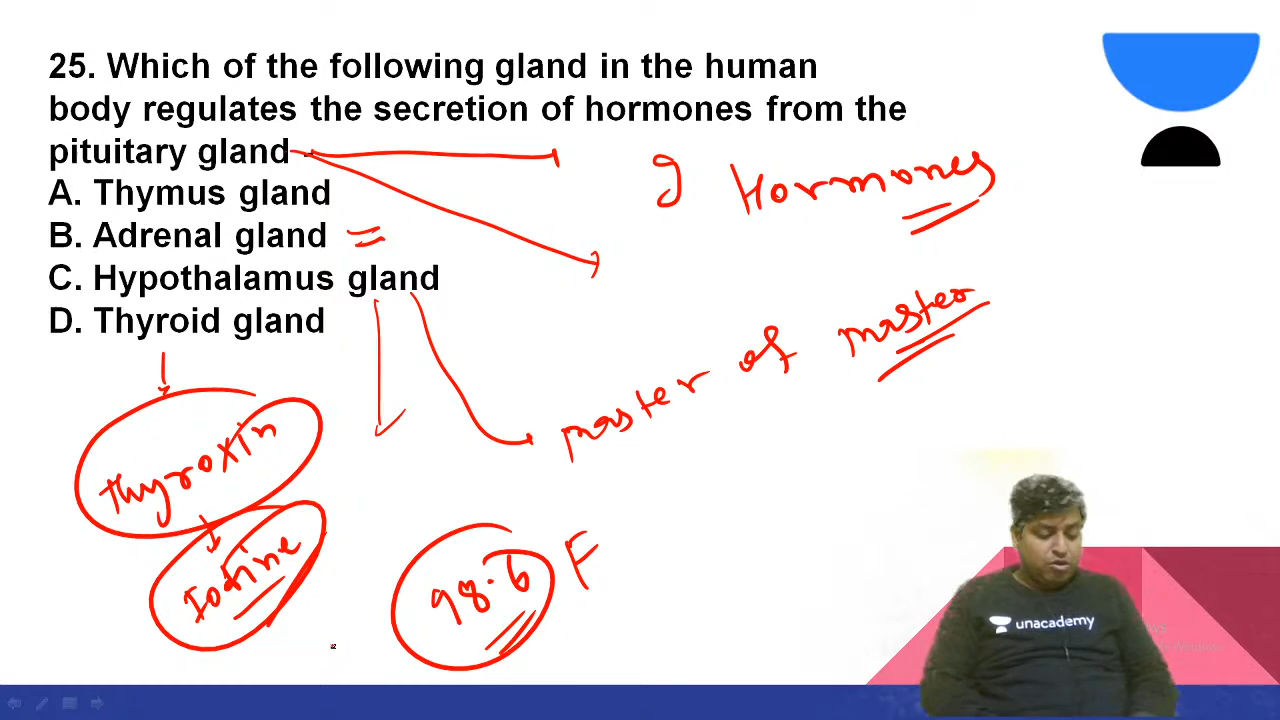 25. Which of the following gland in the human
body regulates the secretion of hormones from the
pituitary gland
9 Hormones
A. Thymus gland
B. Adrenal gland =
C. Hypothalamus gland
D. Thyroid gland
master of master
Thyroxin
Iodine
98.6 F
unacademy